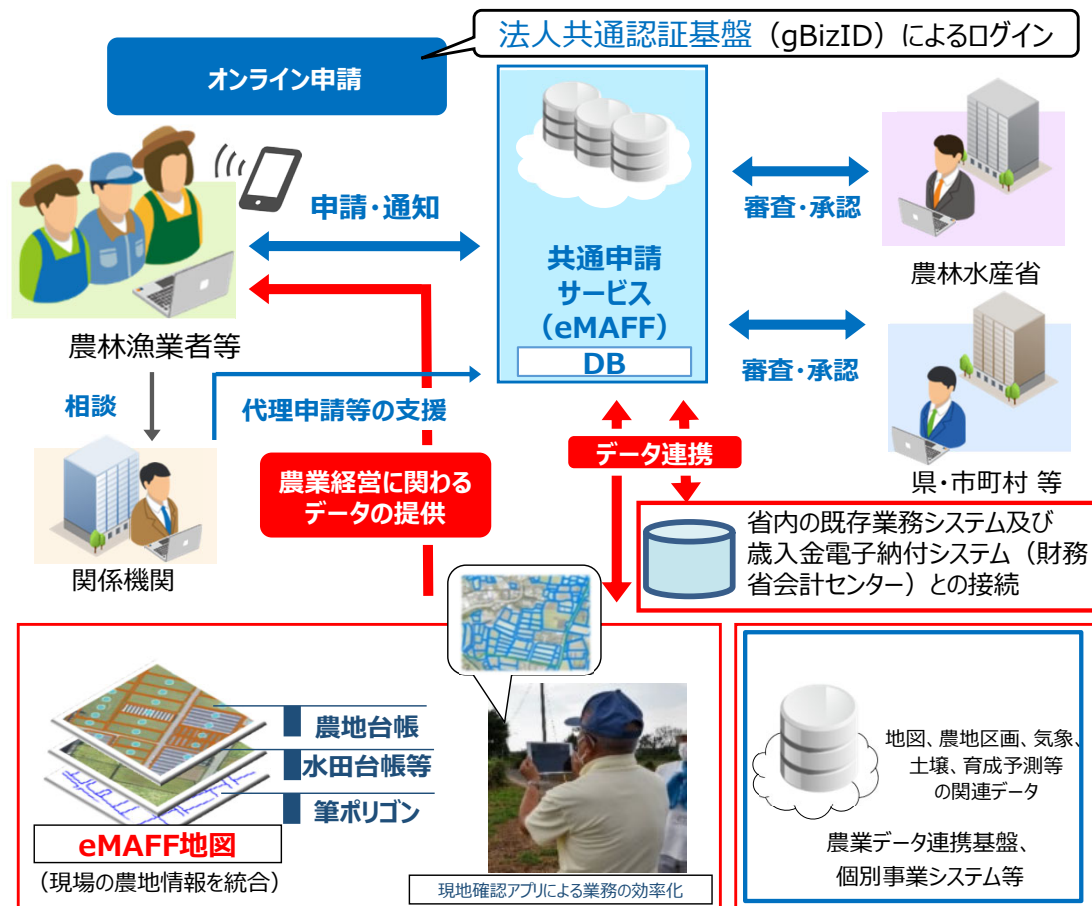 法人共通認証基盤（gBizID）によるログイン
オンライン申請
申請・通知
農林漁業者等
共通申請
サービス
（eMAFF）
DB
審査・承認
農林水産省
審査・承認
県・市町村 等
相談
代理申請等の支援
関係機関
農業経営に関わる
データの提供
データ連携
省内の既存業務システム及び
歳入金電子納付システム（財務
省会計センター）との接続
農地台帳
水田台帳等
筆ポリゴン
eMAFF地図
（現場の農地情報を統合）
現地確認アプリによる業務の効率化
地図、農地区画、気象、
土壌、育成予測等
の関連データ
農業データ連携基盤、
個別事業システム等